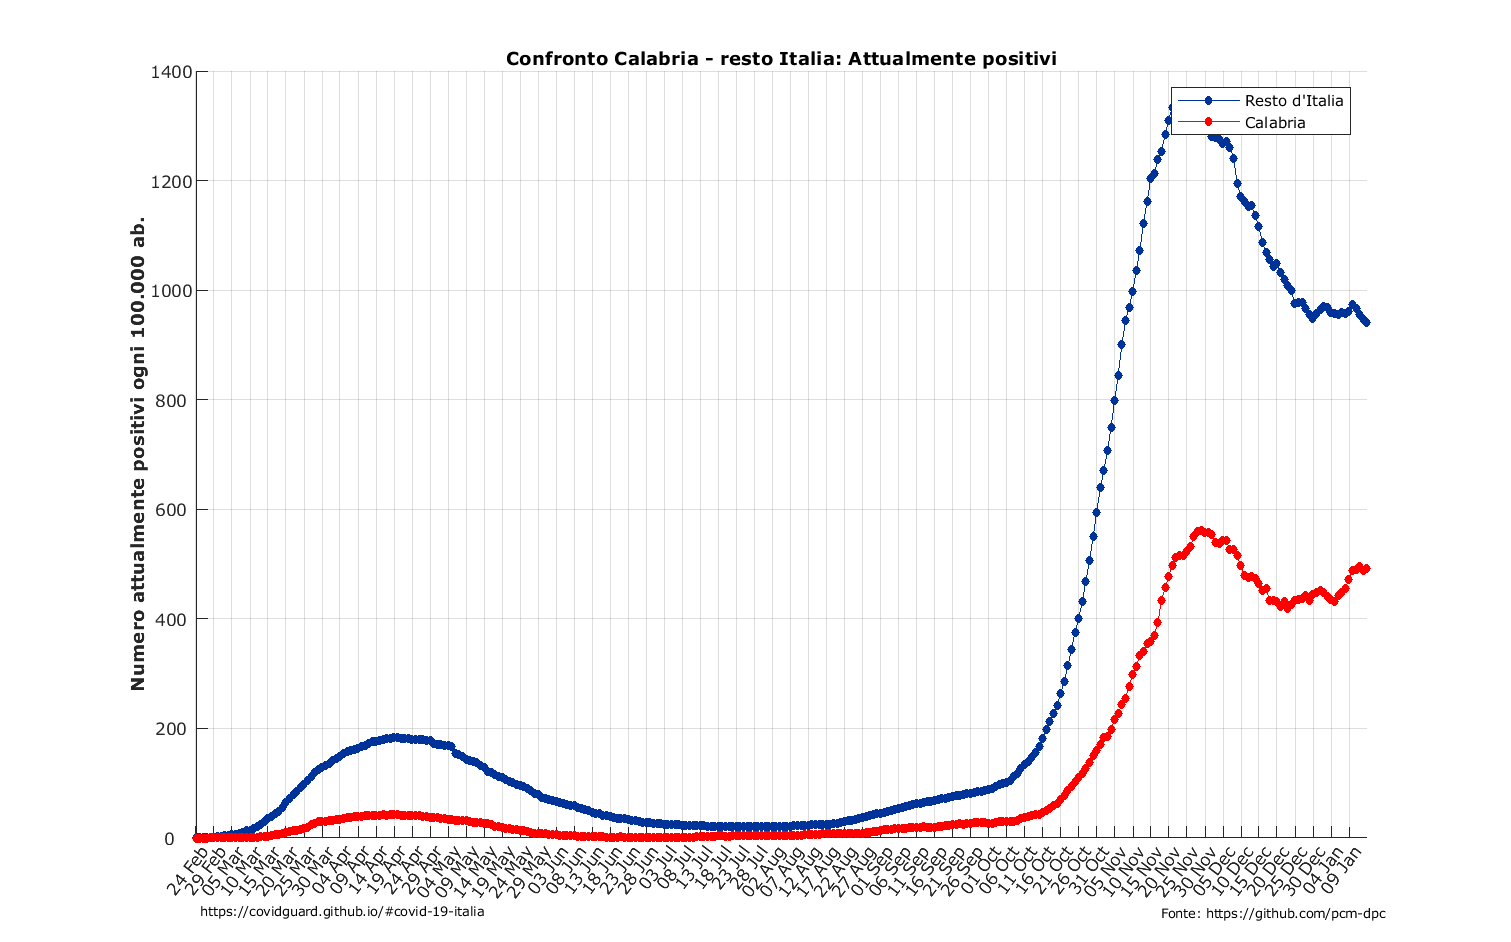 Confronto Calabria - resto Italia: Attualmente positivi
Resto d'Italia
Calabria
Numero attualmente positivi ogni 100.000 ab.
1400
1200
1000
800
600
400
200
0
24 Feb
29 Feb
05 Mar
10 Mar
15 Mar
20 Mar
25 Mar
30 Mar
04 Apr
09 Apr
14 Apr
19 Apr
24 Apr
29 Apr
04 May
09 May
14 May
19 May
24 May
29 May
03 Jun
08 Jun
13 Jun
18 Jun
23 Jun
28 Jun
03 Jul
08 Jul
13 Jul
18 Jul
23 Jul
28 Jul
02 Aug
07 Aug
12 Aug
17 Aug
22 Aug
27 Aug
01 Sep
06 Sep
11 Sep
16 Sep
21 Sep
26 Sep
01 Oct
06 Oct
11 Oct
16 Oct
21 Oct
26 Oct
31 Oct
05 Nov
10 Nov
15 Nov
20 Nov
25 Nov
30 Nov
05 Dec
10 Dec
15 Dec
20 Dec
25 Dec
30 Dec
04 Jan
09 Jan
https://covidguard.github.io/#covid-19-italia
Fonte: https://github.com/pcm-dpc